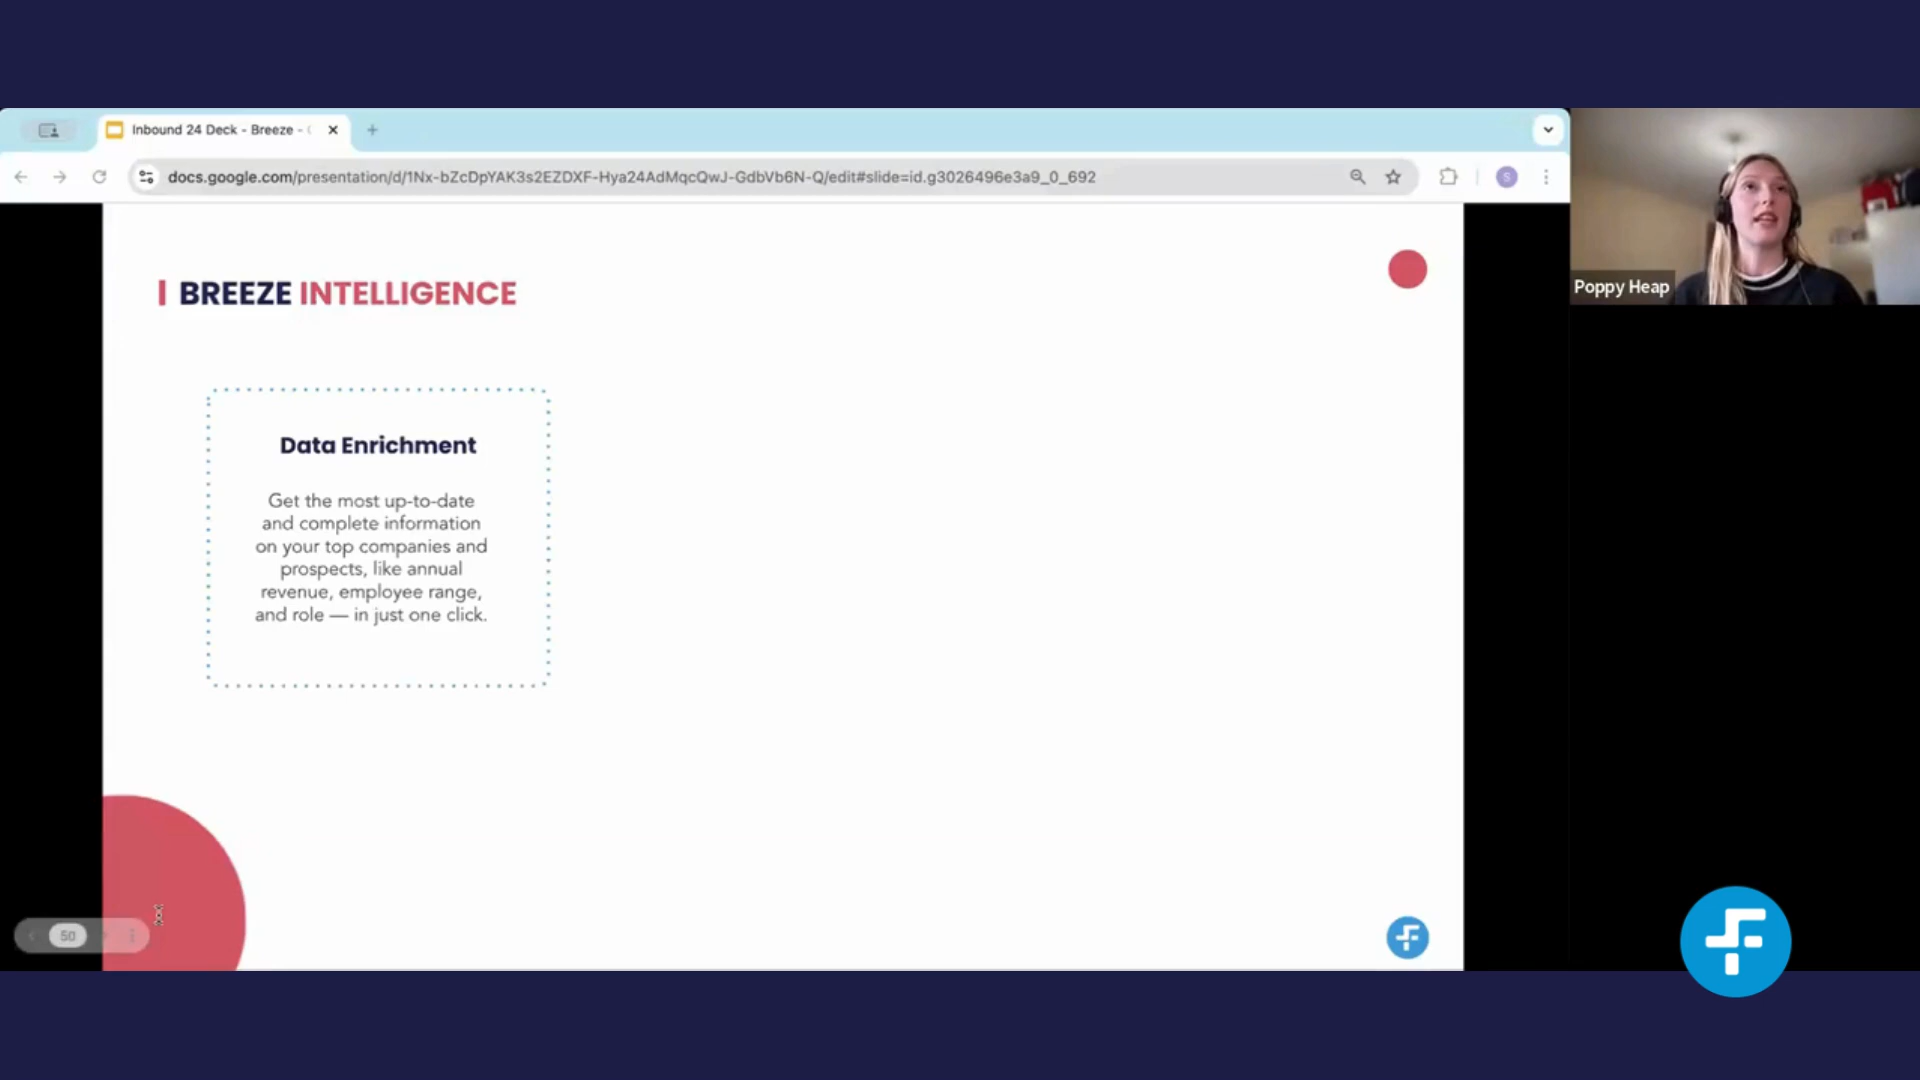 Inbound 24 Deck - Breeze -
docs.google.com/presentation/d/1Nx-bZcDpYAK3s2EZDXF-Hya24AdMqcQwJ-GdbVb6N-Q/edit#slide=id.g3026496e3a9_0_692
S
BREEZE INTELLIGENCE
Poppy Heap
Data Enrichment
Get the most up-to-date
and complete information
on your top companies and
prospects, like annual
revenue, employee range,
and role — in just one click.
50